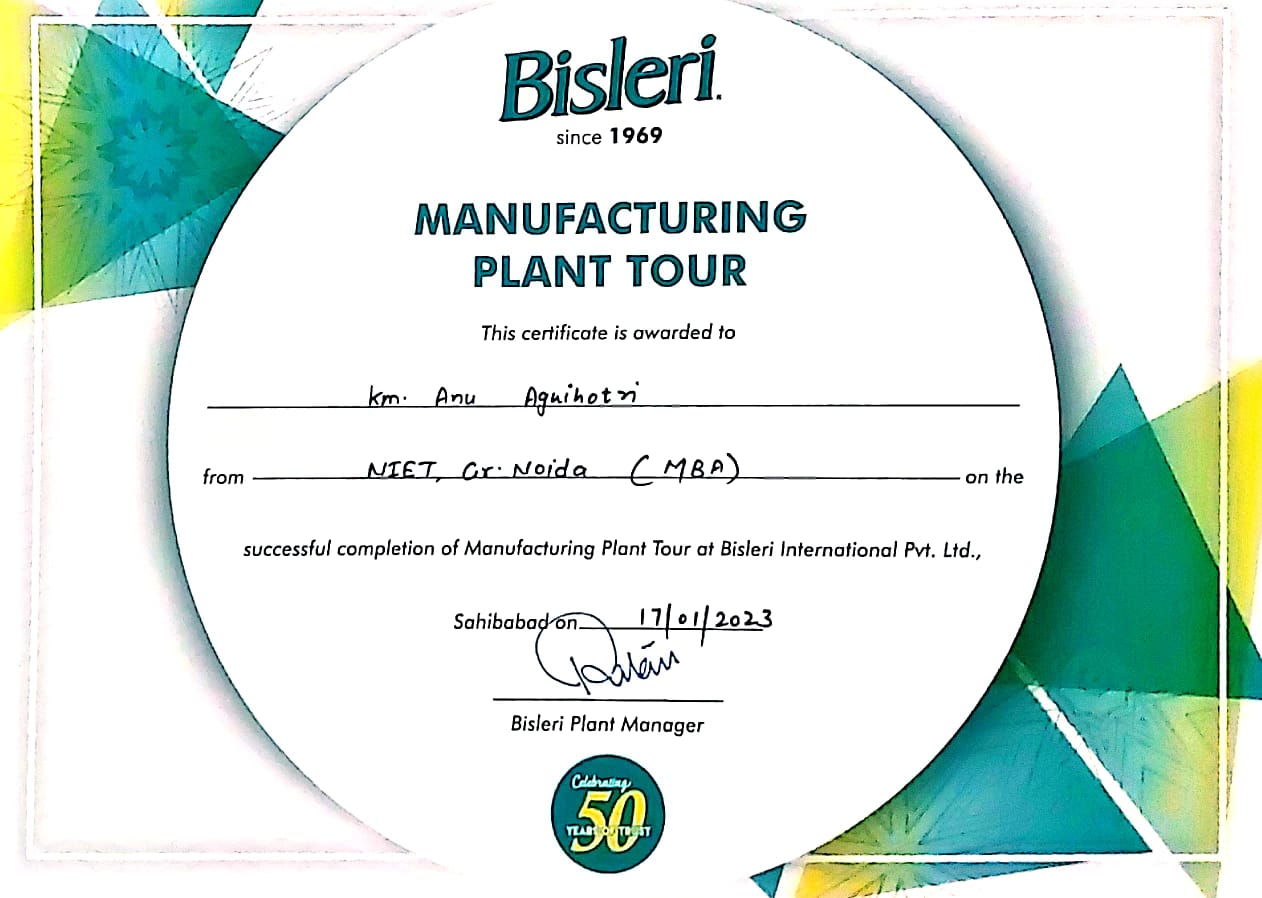 Bisleri.
since 1969
MANUFACTURING
PLANT TOUR
This certificate is awarded to
Km. Anu Agnihotri
from NIET, Gr. Noida (MBA) on the
successful completion of Manufacturing Plant Tour at Bisleri International Pvt. Ltd.,
Sahibabad on 17/01/2023
Bisleri Plant Manager
Celebrating
50
YEARS OF TRUST